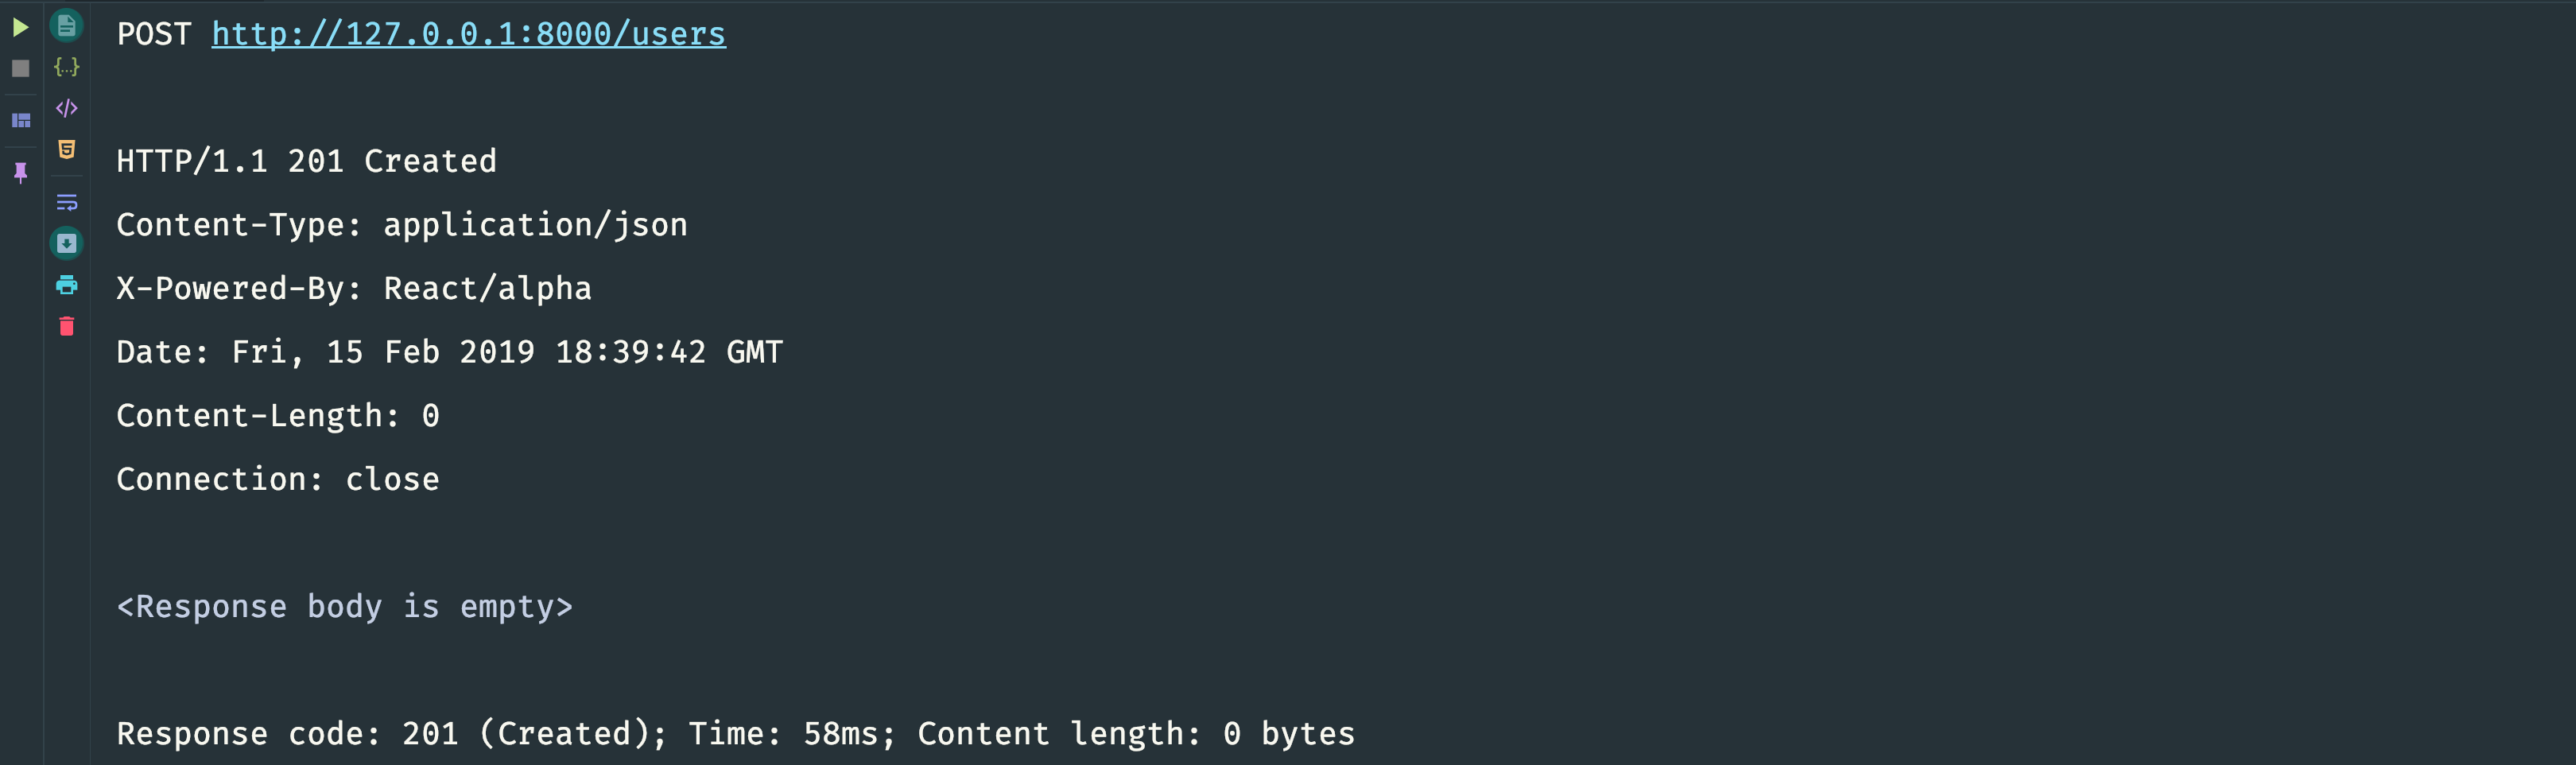 POST http://127.0.0.1:8000/users
HTTP/1.1 201 Created
Content-Type: application/json
X-Powered-By: React/alpha
Date: Fri, 15 Feb 2019 18:39:42 GMT
Content-Length: 0
Connection: close
<Response body is empty>
Response code: 201 (Created); Time: 58ms; Content length: 0 bytes